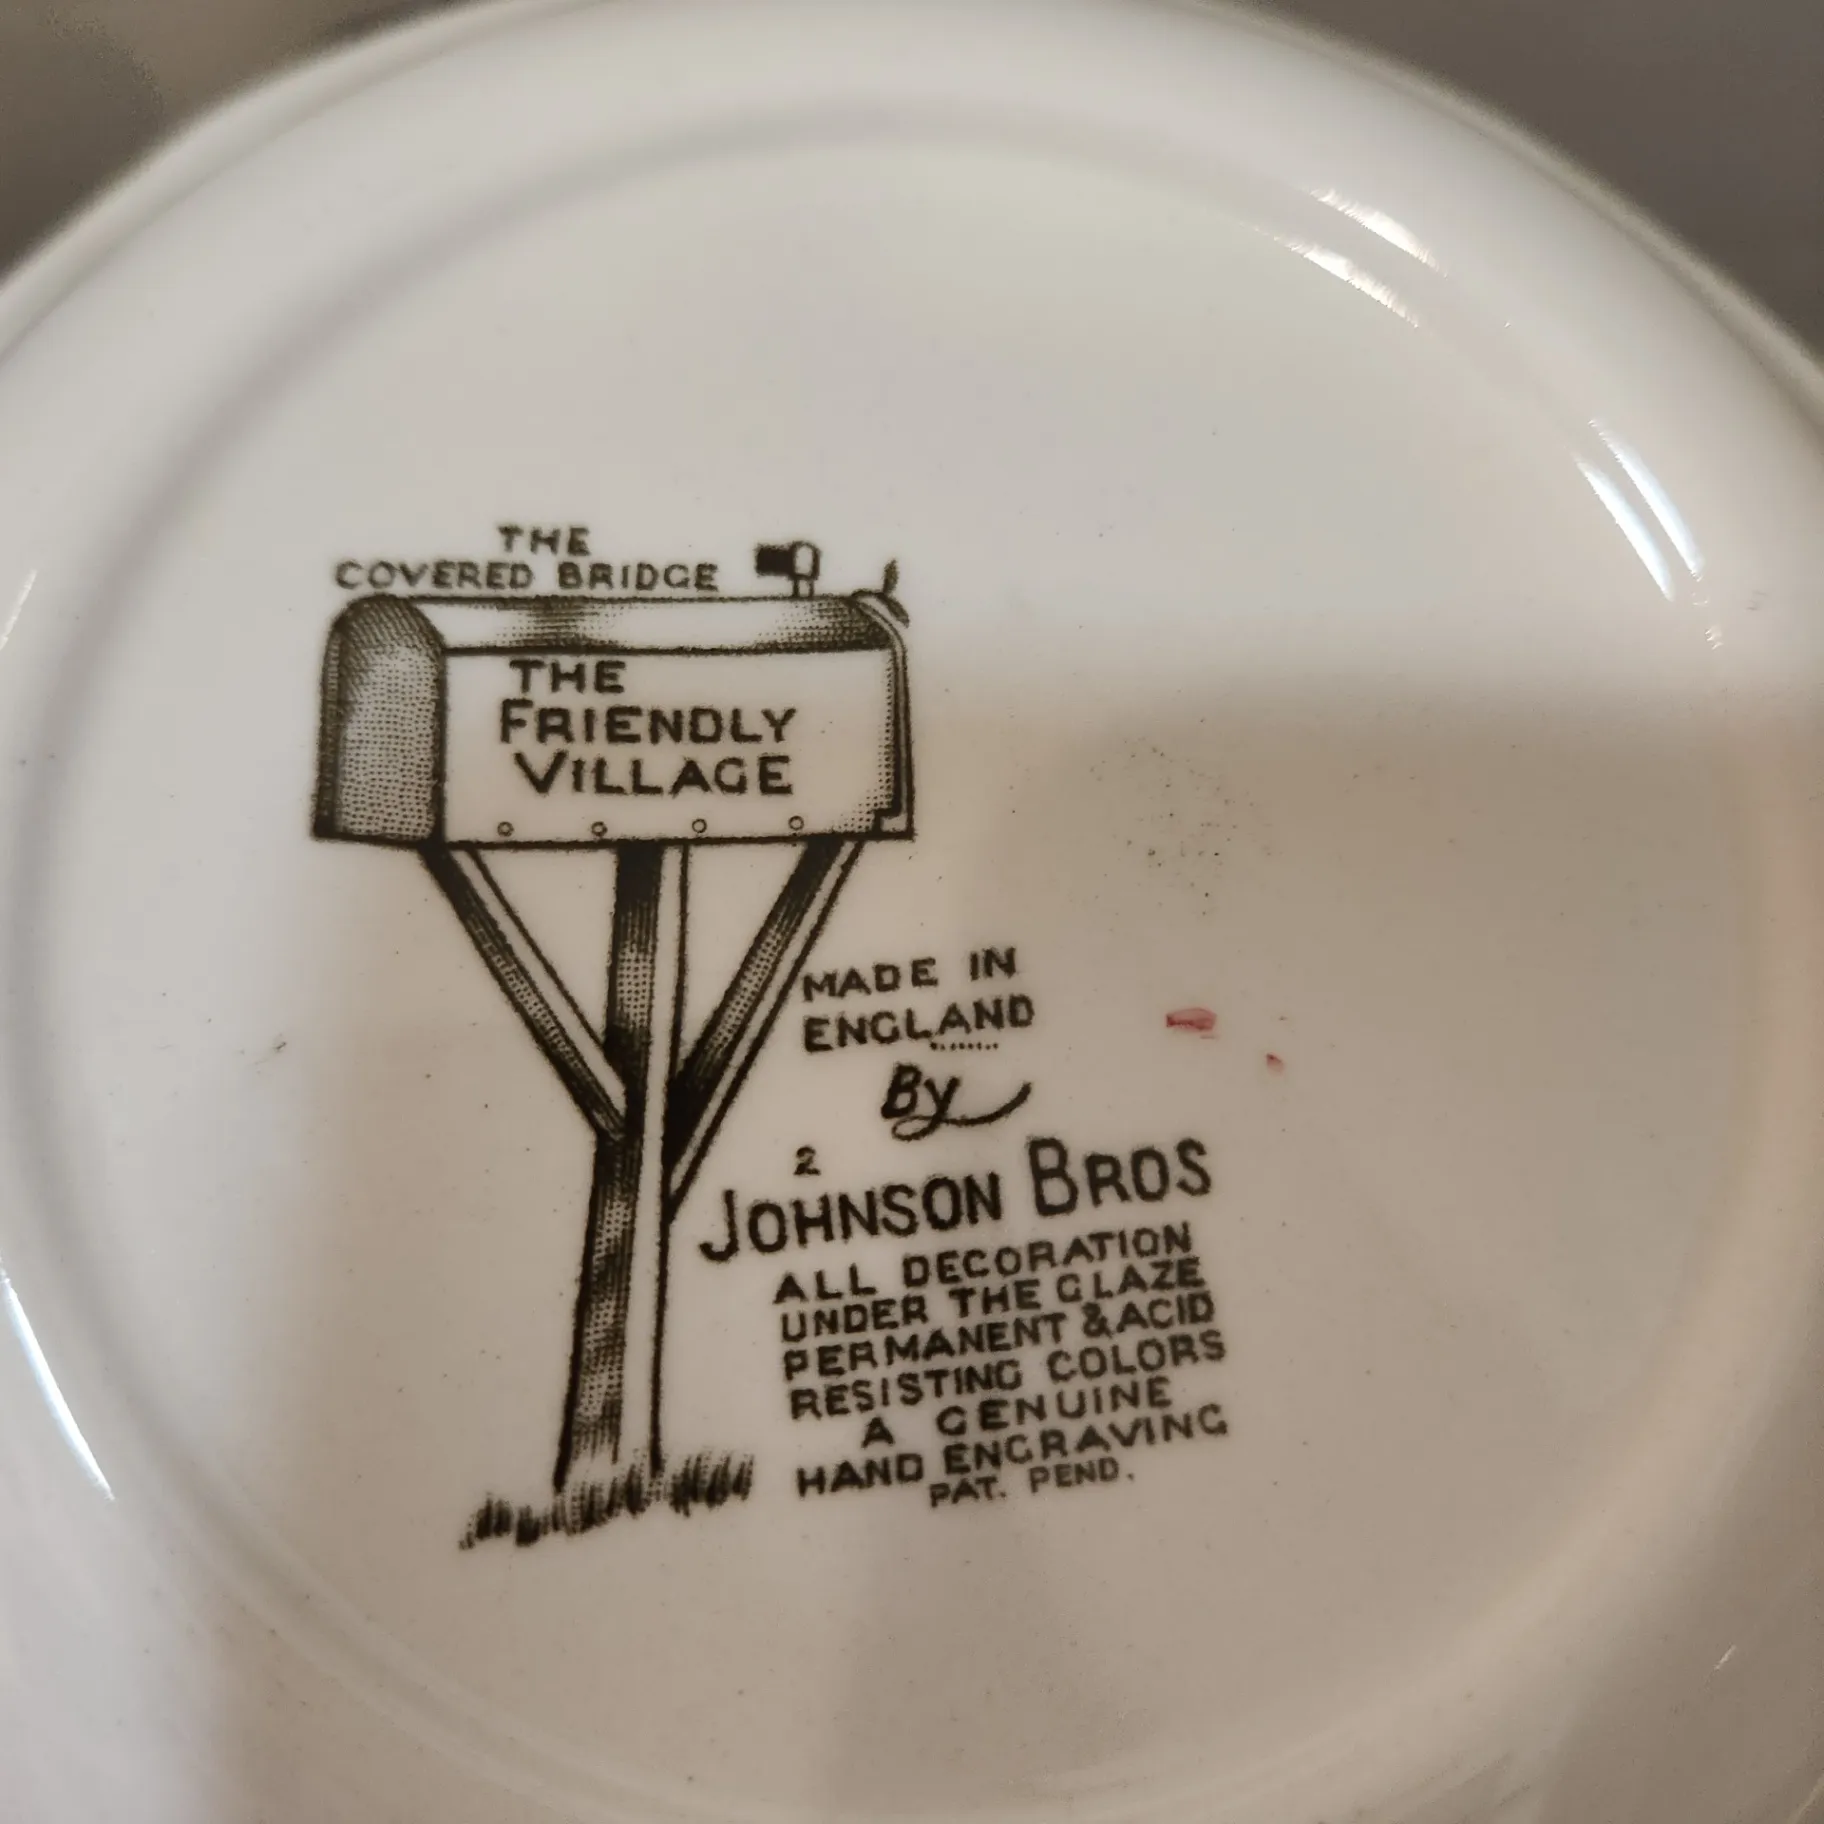 THE
COVERED BRIDGE
THE
FRIENDLY
VILLAGE
MADE IN
ENGLAND
By
2
JOHNSON BROS
ALL DECORATION
UNDER THE GLAZE
PERMANENT & ACID
RESISTING COLORS
A GENUINE
HAND ENGRAVING
PAT. PEND.